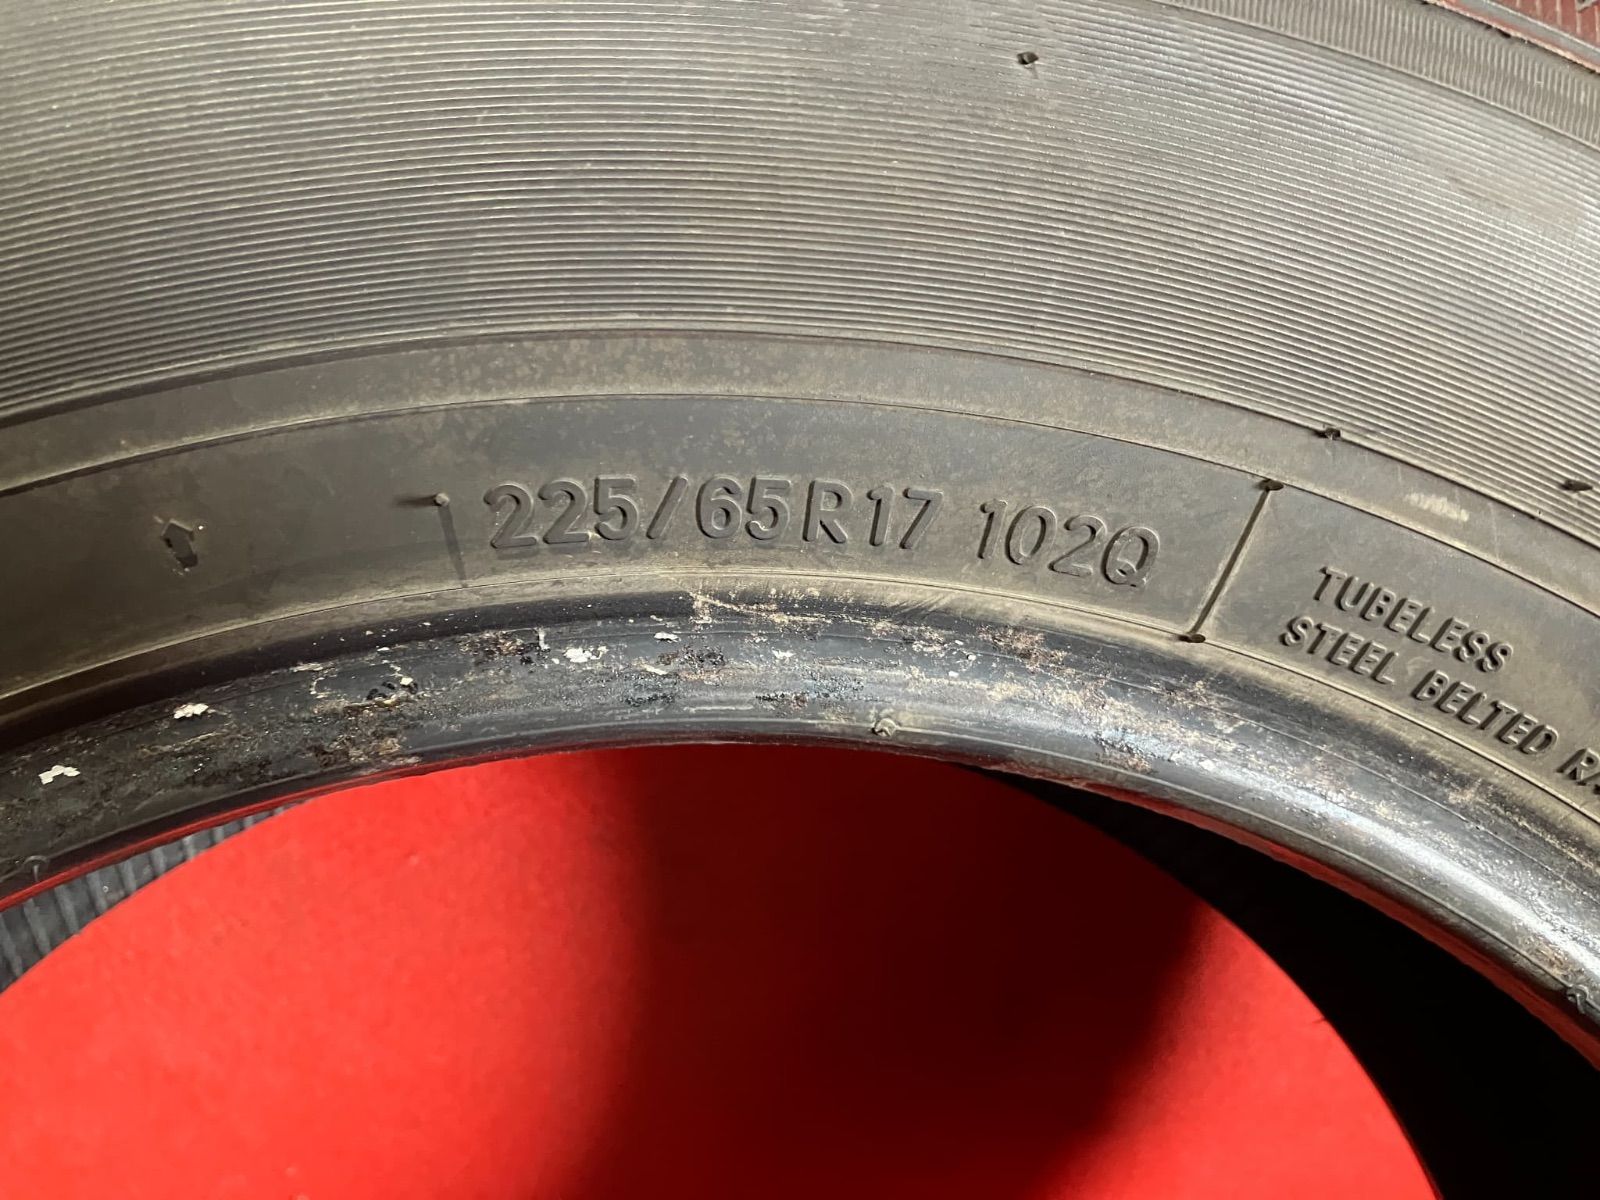 225/65R17 102Q
TUBELESS
STEEL BELTED